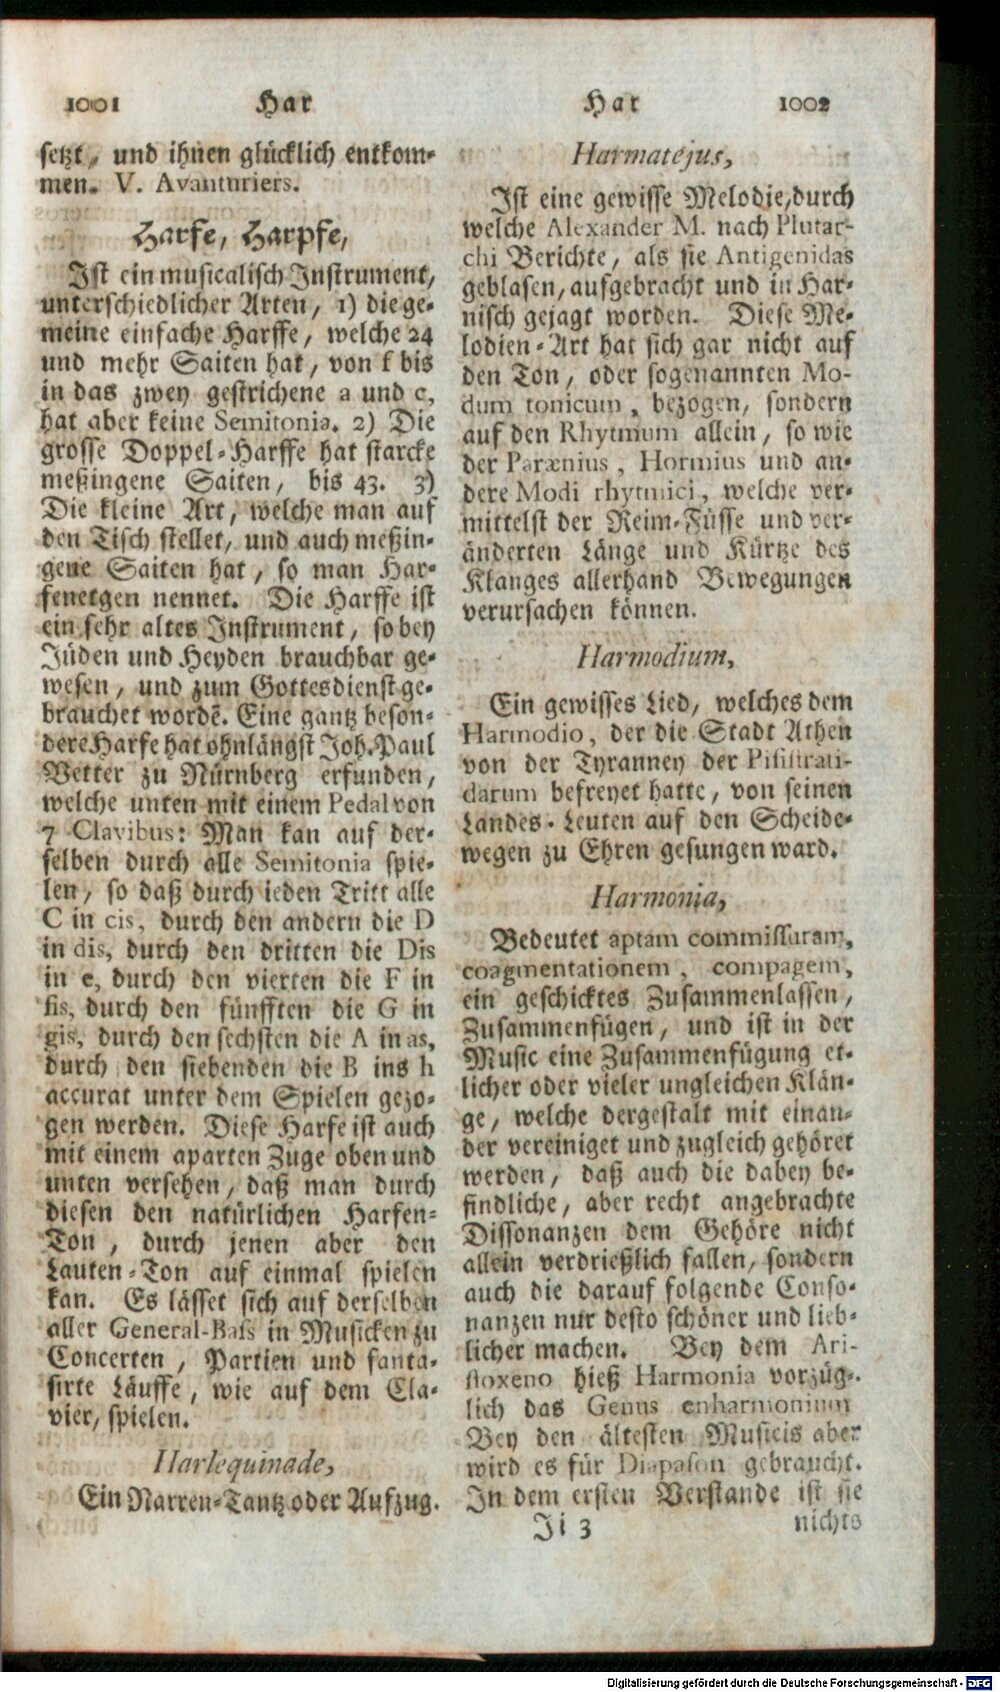 1001 Har
setzt, und ihnen glücklich entkom-
men. V. Avanturiers.
Harfe, Harpfe,
Ist ein musicalisch Instrument,
unterschiedlicher Arten, 1) die ge-
meine einfache Harffe, welche 24
und mehr Saiten hat, von f bis
in das zwey gestrichene a und c,
hat aber keine Semitonia. 2) Die
grosse Doppel-Harffe hat starcke
meßingene Saiten, bis 43. 3)
Die kleine Art, welche man auf
den Tisch stellet, und auch meßin-
gene Saiten hat, so man Har-
fenetgen nennet. Die Harffe ist
ein sehr altes Instrument, so bey
Jüden und Heyden brauchbar ge-
wesen, und zum Gottesdienst ge-
brauchet wordē. Eine gantz beson-
dere Harfe hat ohnlängst Joh. Paul
Vetter zu Nürnberg erfunden,
welche unten mit einem Pedal von
7 Clavibus: Man kan auf der-
selben durch alle Semitonia spie-
len, so daß durch ieden Tritt alle
C in cis, durch den andern die D
in dis, durch den dritten die Dis
in e, durch den vierten die F in
fis, durch den fünfften die G in
gis, durch den sechsten die A in as,
durch den siebenden die B ins h
accurat unter dem Spielen gezo-
gen werden. Diese Harfe ist auch
mit einem aparten Zuge oben und
unten versehen, daß man durch
diesen den natürlichen Harfen-
Ton, durch jenen aber den
Lauten-Ton auf einmal spielen
kan. Es lässet sich auf derselben
aller General-Bass in Musicken zu
Concerten, Partien und fanta-
sirte Läuffe, wie auf dem Cla-
vier, spielen.
Harlequinade,
Ein Narren-Tantz oder Aufzug.
Har 1002
Harmatejus,
Ist eine gewisse Melodie, durch
welche Alexander M. nach Plutar-
chi Berichte, als sie Antigenidas
geblasen, aufgebracht und in Har-
nisch gejagt worden. Diese Me-
lodien-Art hat sich gar nicht auf
den Ton, oder sogenannten Mo-
dum tonicum, bezogen, sondern
auf den Rhytmum allein, so wie
der Parænius, Hormius und an-
dere Modi rhytmici, welche ver-
mittelst der Reim-Füsse und ver-
änderten Länge und Kürtze des
Klanges allerhand Bewegungen
verursachen können.
Harmodium,
Ein gewisses Lied, welches dem
Harmodio, der die Stadt Athen
von der Tyranney der Pisistrati-
darum befreyet hatte, von seinen
Landes-Leuten auf den Scheide-
wegen zu Ehren gesungen ward.
Harmonia,
Bedeutet aptam commissuram,
coagmentationem, compagem,
ein geschicktes Zusammenlassen,
Zusammenfügen, und ist in der
Music eine Zusammenfügung et-
licher oder vieler ungleichen Klän-
ge, welche dergestalt mit einan-
der vereiniget und zugleich gehöret
werden, daß auch die dabey be-
findliche, aber recht angebrachte
Dissonanzen dem Gehöre nicht
allein verdrießlich fallen, sondern
auch die darauf folgende Conso-
nanzen nur desto schöner und lieb-
licher machen. Bey dem Ari-
stoxeno hieß Harmonia vorzüg-
lich das Genus enharmonium
Bey den ältesten Musicis aber
wird es für Diapason gebraucht.
In dem ersten Verstande ist sie
Ii 3 nichts
Digitalisierung gefördert durch die Deutsche Forschungsgemeinschaft - DFG